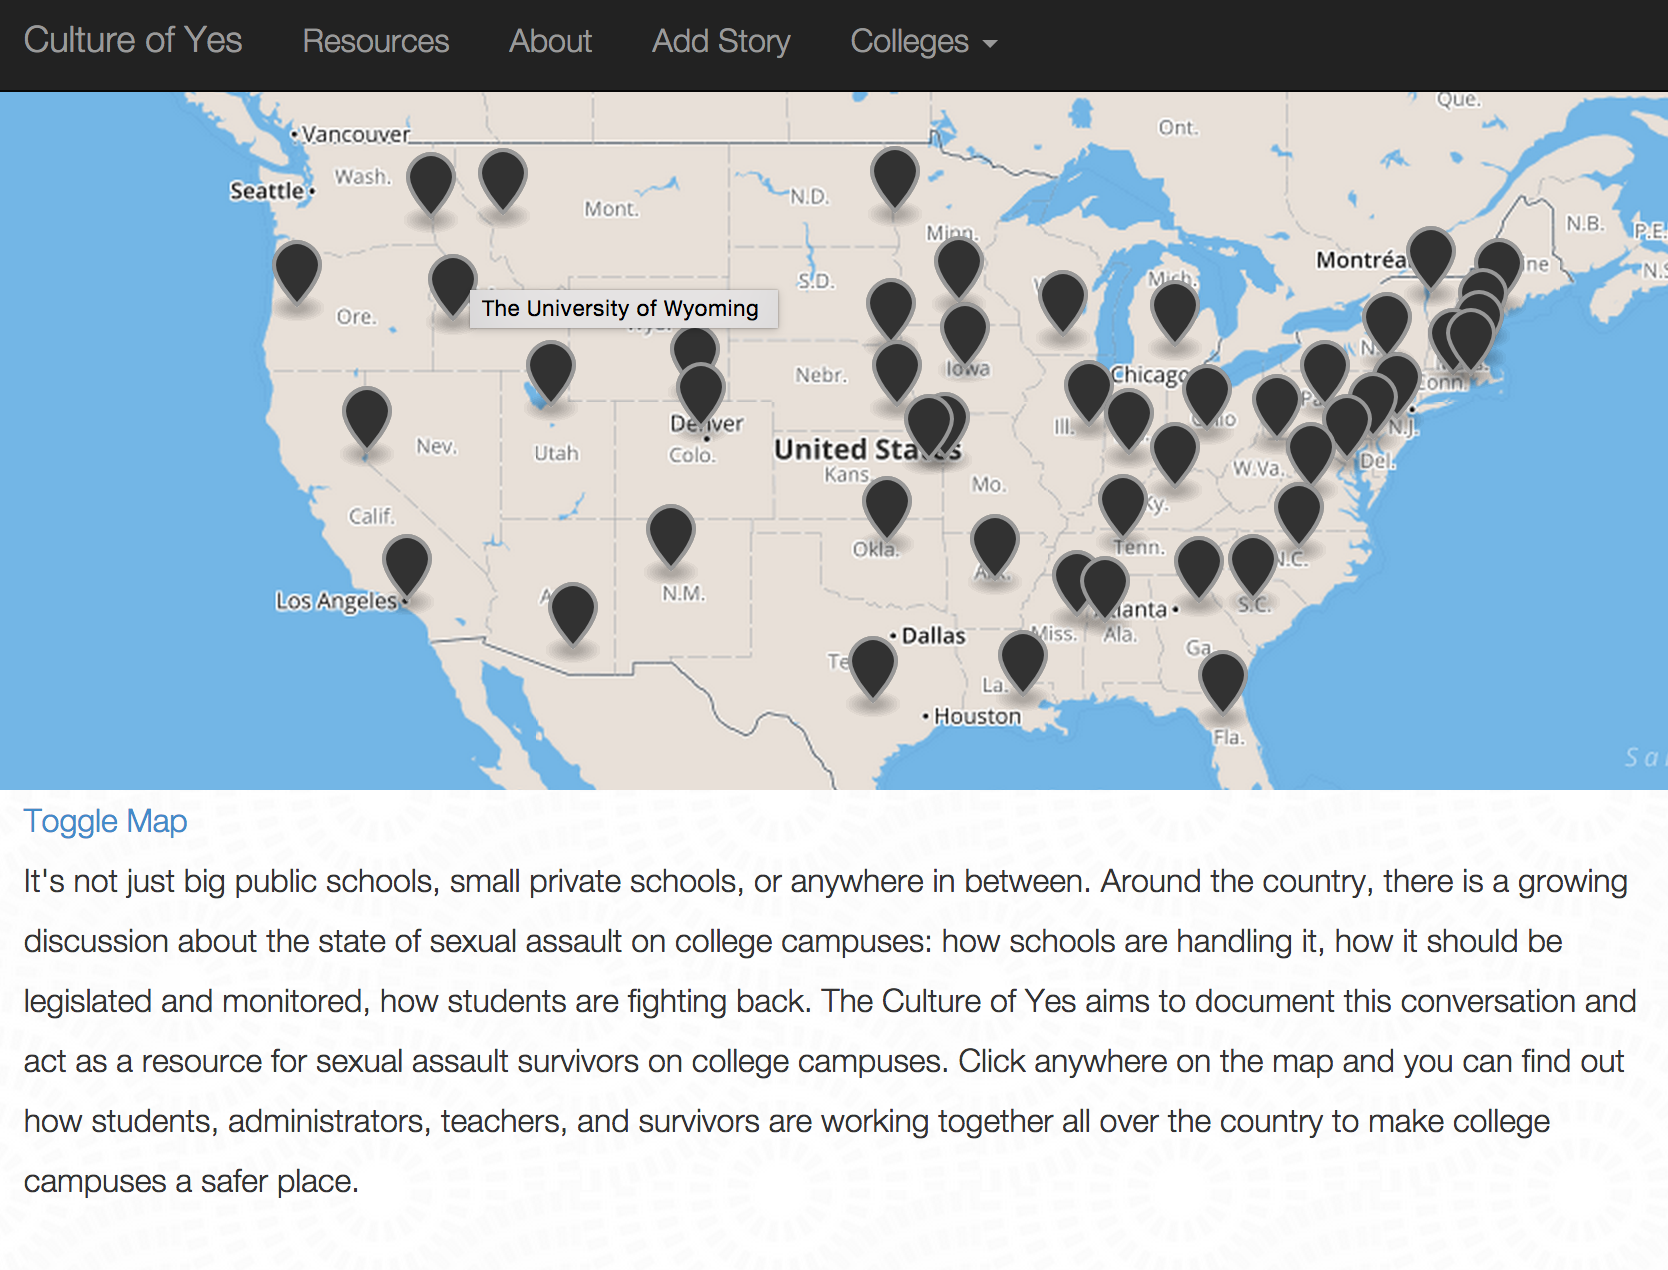 Culture of Yes Resources About Add Story Colleges
Que.
Ont.
Vancouver
Wash.
Seattle
Mont.
N.D.
Minn.
N.B.
P.E.
Montréa
ine
N.S
S.D.
Mich.
Ore.
The University of Wyoming
Nebr.
Iowa
Chicago
Conn.
Denver
Ill.
N.J.
Nev.
Utah
Colo.
United States
W.Va.
Del.
Kans.
Mo.
Ky.
Calif.
Okla.
Tenn.
N.C.
Los Angeles
N.M.
lanta
S.C.
Dallas
Miss.
Ala.
Ga.
Te
La.
Houston
Fla.
Sa
Toggle Map
It's not just big public schools, small private schools, or anywhere in between. Around the country, there is a growing
discussion about the state of sexual assault on college campuses: how schools are handling it, how it should be
legislated and monitored, how students are fighting back. The Culture of Yes aims to document this conversation and
act as a resource for sexual assault survivors on college campuses. Click anywhere on the map and you can find out
how students, administrators, teachers, and survivors are working together all over the country to make college
campuses a safer place.